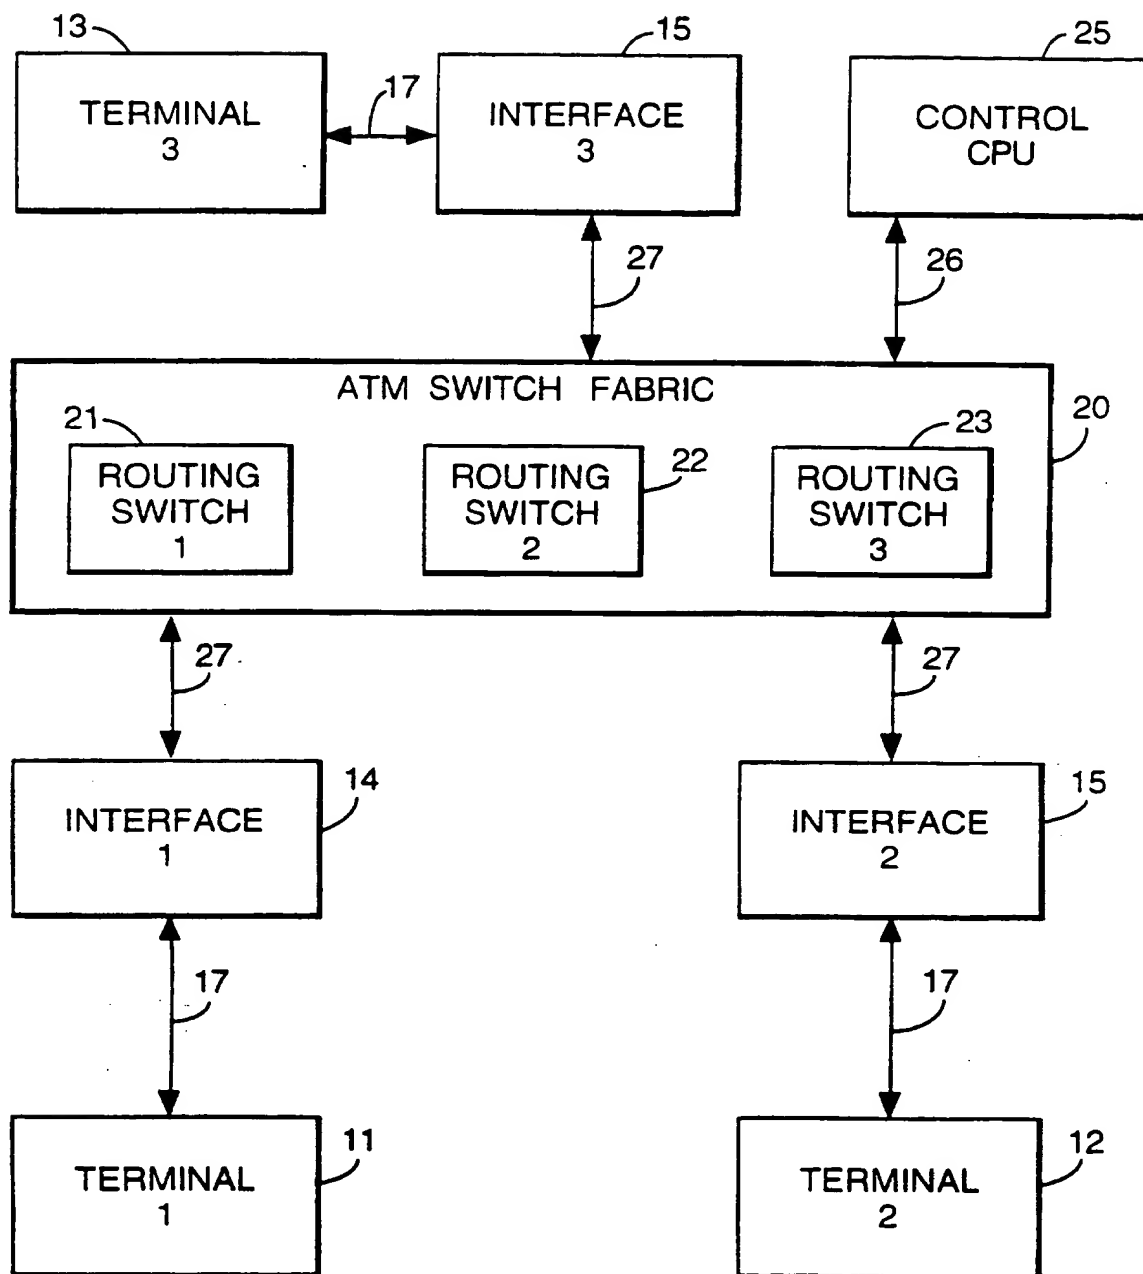 13
15
25
TERMINAL
3
17
INTERFACE
3
CONTROL
CPU
27
26
ATM SWITCH FABRIC
20
21
ROUTING
SWITCH
1
22
ROUTING
SWITCH
2
23
ROUTING
SWITCH
3
27
27
INTERFACE
1
14
INTERFACE
2
15
17
17
TERMINAL
1
11
TERMINAL
2
12